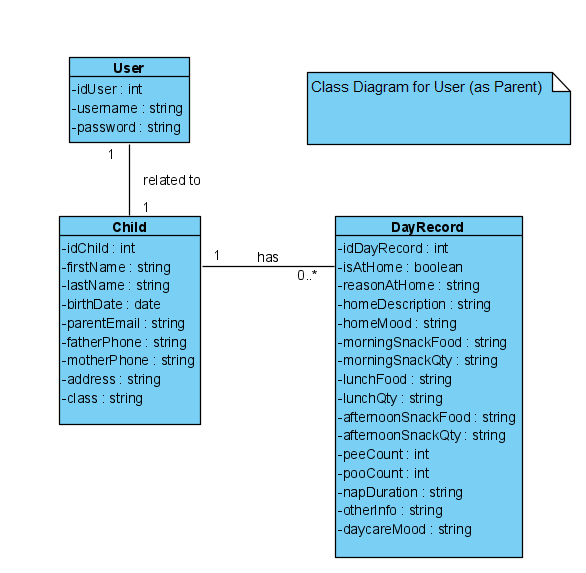 User
-idUser : int
-username : string
-password : string
Class Diagram for User (as Parent)
1
related to
1
Child
-idChild : int
-firstName : string
-lastName : string
-birthDate : date
-parentEmail : string
-fatherPhone : string
-motherPhone : string
-address : string
-class : string
1
has
0..*
DayRecord
-idDayRecord : int
-isAtHome : boolean
-reasonAtHome : string
-homeDescription : string
-homeMood : string
-morningSnackFood : string
-morningSnackQty : string
-lunchFood : string
-lunchQty : string
-afternoonSnackFood : string
-afternoonSnackQty : string
-peeCount : int
-pooCount : int
-napDuration : string
-otherInfo : string
-daycareMood : string